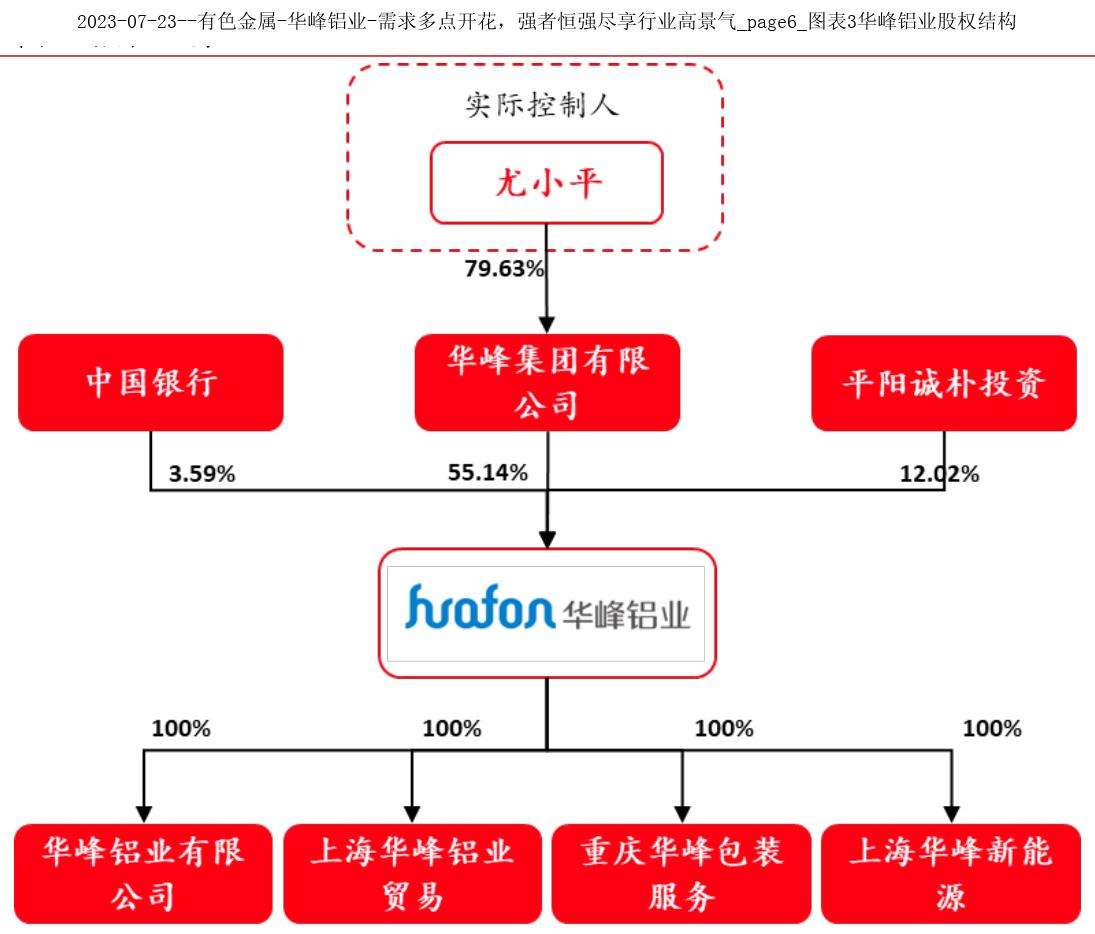 2023-07-23--有色金属-华峰铝业-需求多点开花，强者恒强尽享行业高景气_page6_图表3华峰铝业股权结构
实际控制人
尤小平
79.63%
中国银行
华峰集团有限
公司
平阳诚朴投资
3.59%
55.14%
12.02%
huafon 华峰铝业
100%
100%
100%
100%
华峰铝业有限
公司
上海华峰铝业
贸易
重庆华峰包装
服务
上海华峰新能
源